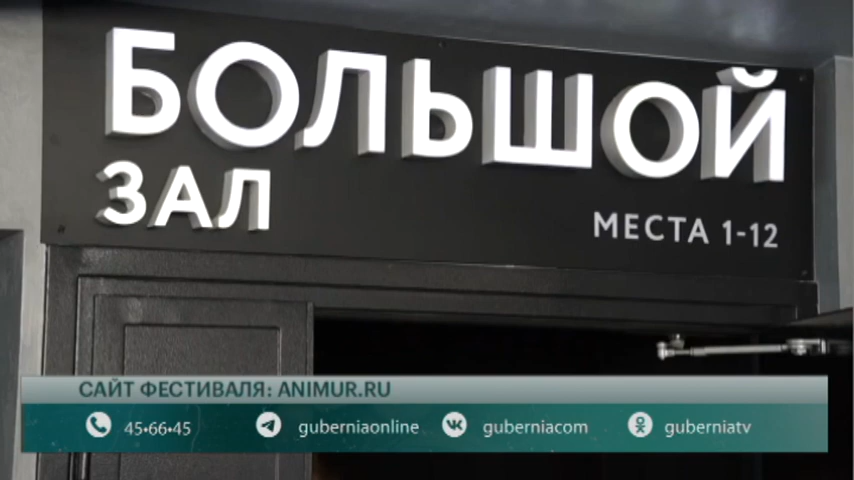 БОЛЬШОЙ
ЗАЛ
МЕСТА 1-12
САЙТ ФЕСТИВАЛЯ: ANIMUR.RU
45•66•45 guberniaonline guberniacom guberniatv